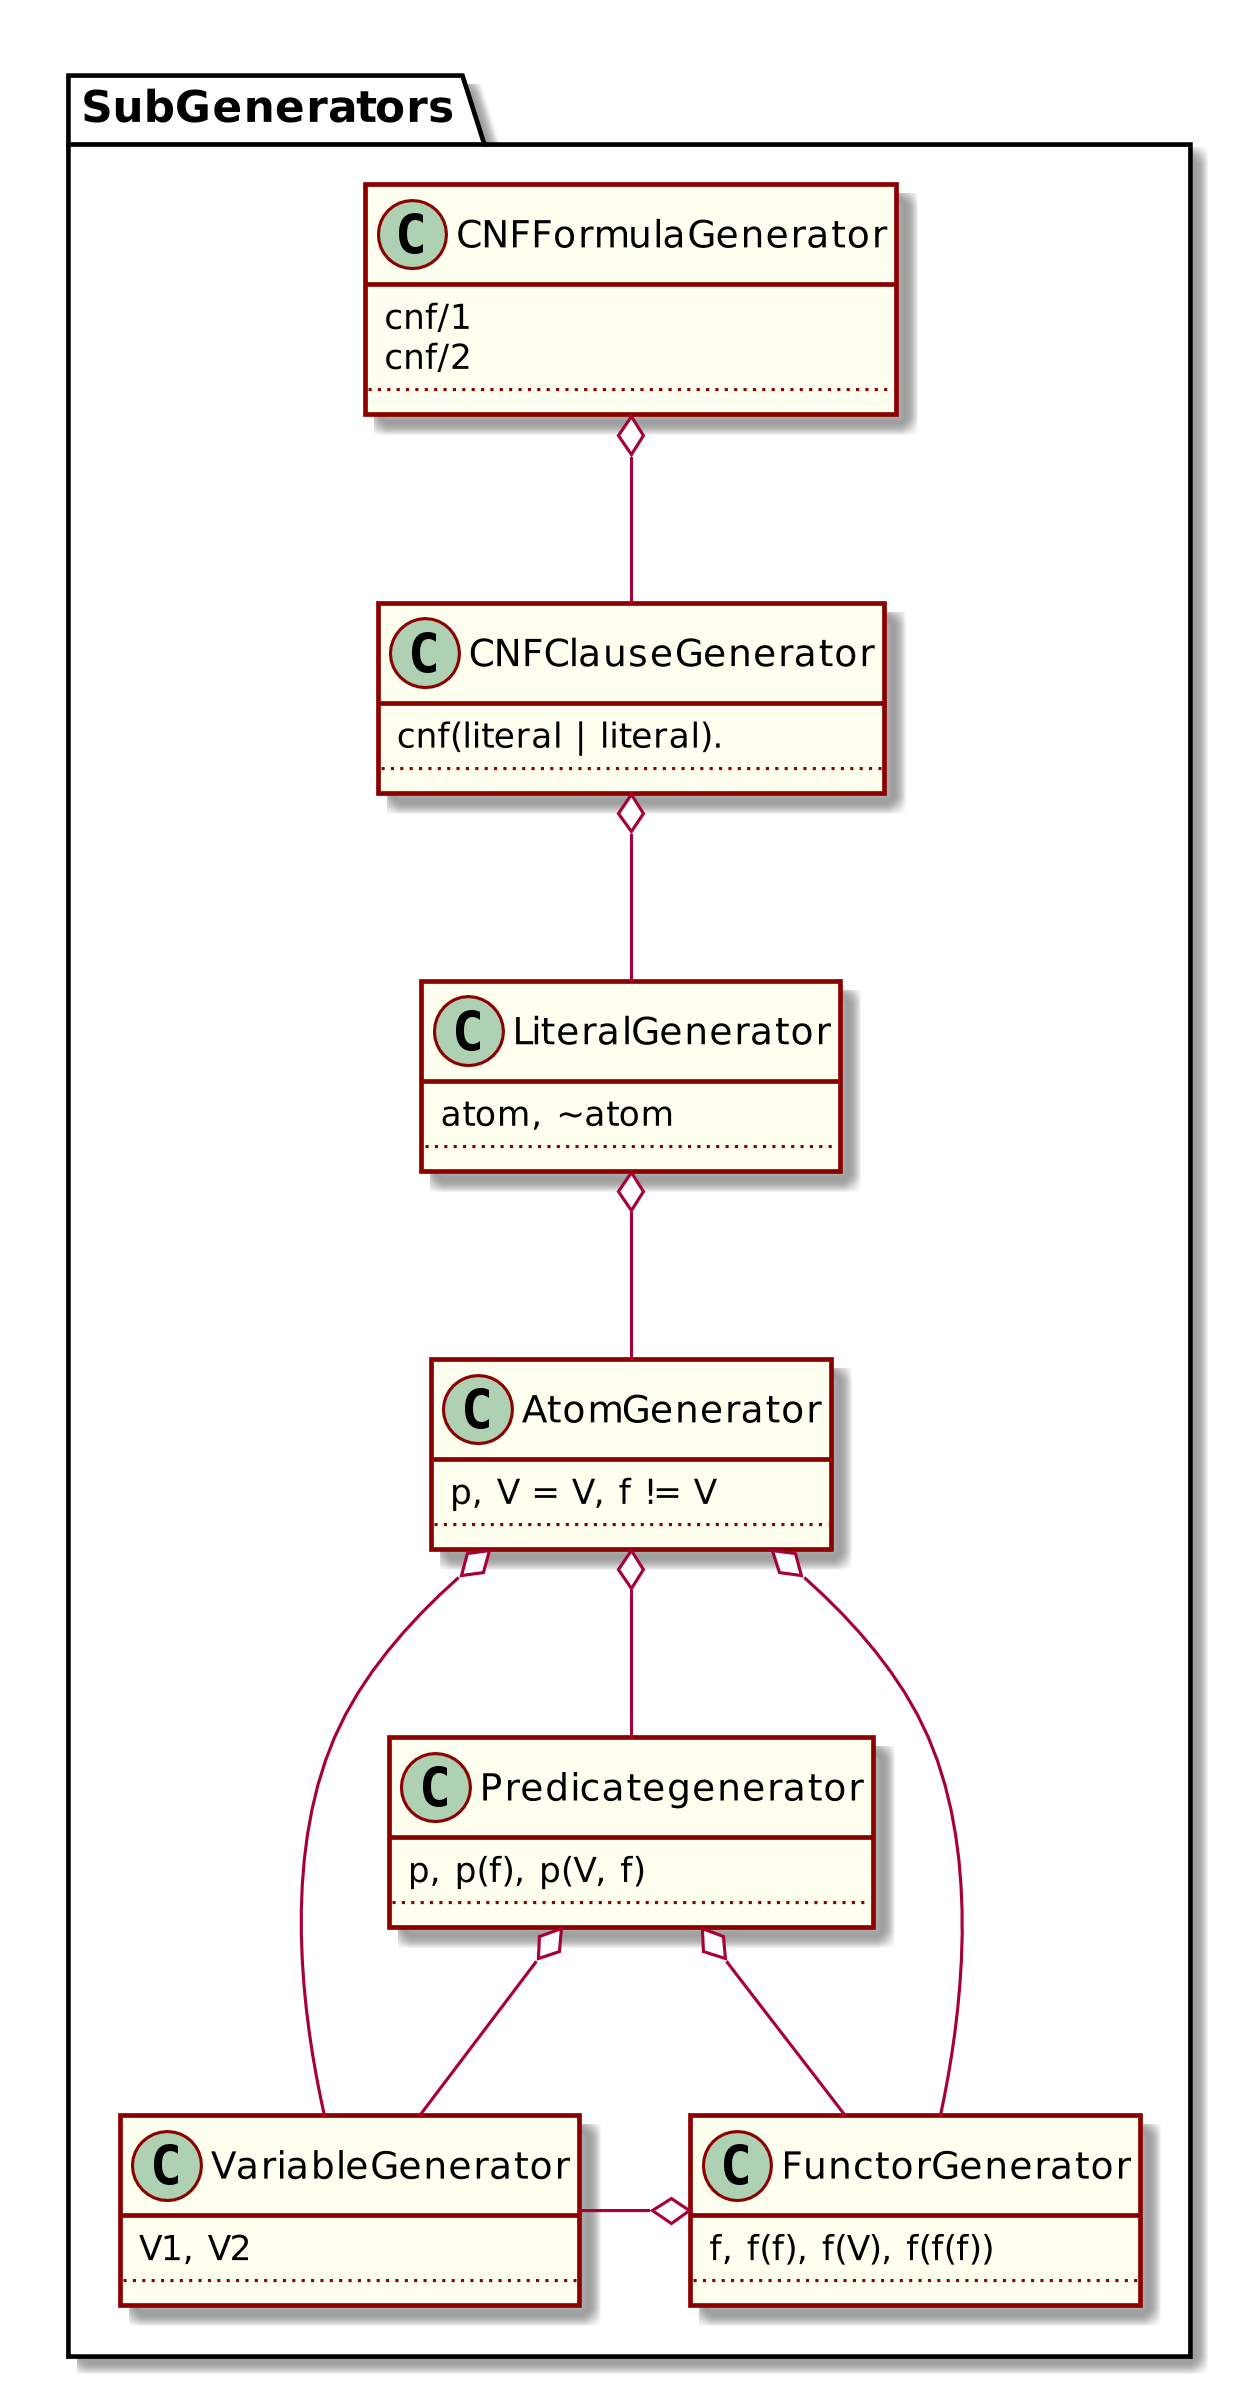 SubGenerators
C CNFFormulaGenerator
cnf/1
cnf/2
C CNFClauseGenerator
cnf(literal | literal).
C LiteralGenerator
atom, ~atom
C AtomGenerator
p, V = V, f != V
C Predicategenerator
p, p(f), p(V, f)
C VariableGenerator
V1, V2
C FunctorGenerator
f, f(f), f(V), f(f(f))